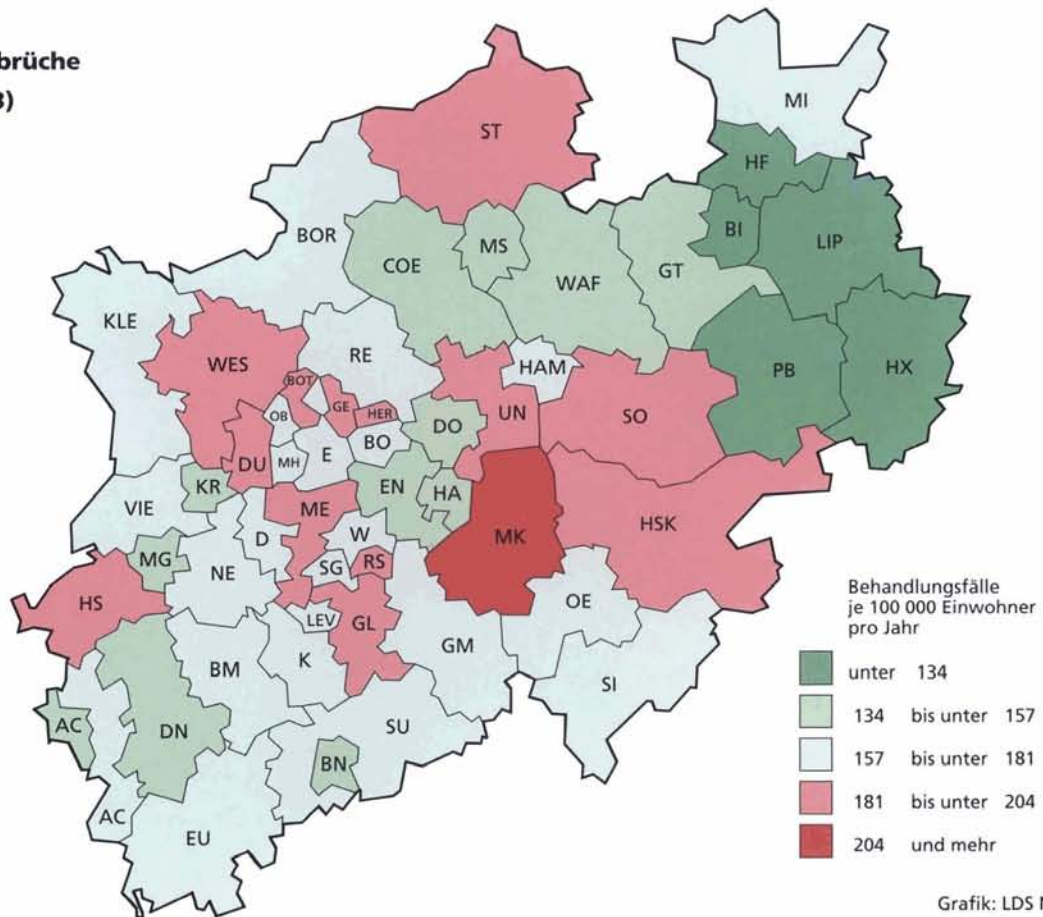 brüche
3)
ST
MI
HF
BI
LIP
BOR
MS
COE
WAF
GT
KLE
RE
WES
HAM
PB
HX
BOT
GE
HER
OB
UN
SO
DO
BO
E
MH
DU
KR
EN
HA
VIE
ME
HSK
D
W
MK
MG
NE
SG
RS
HS
OE
LEV
GL
GM
BM
K
SI
AC
DN
SU
BN
AC
EU
Behandlungsfälle
je 100 000 Einwohner
pro Jahr
unter 134
134 bis unter 157
157 bis unter 181
181 bis unter 204
204 und mehr
Grafik: LDS N